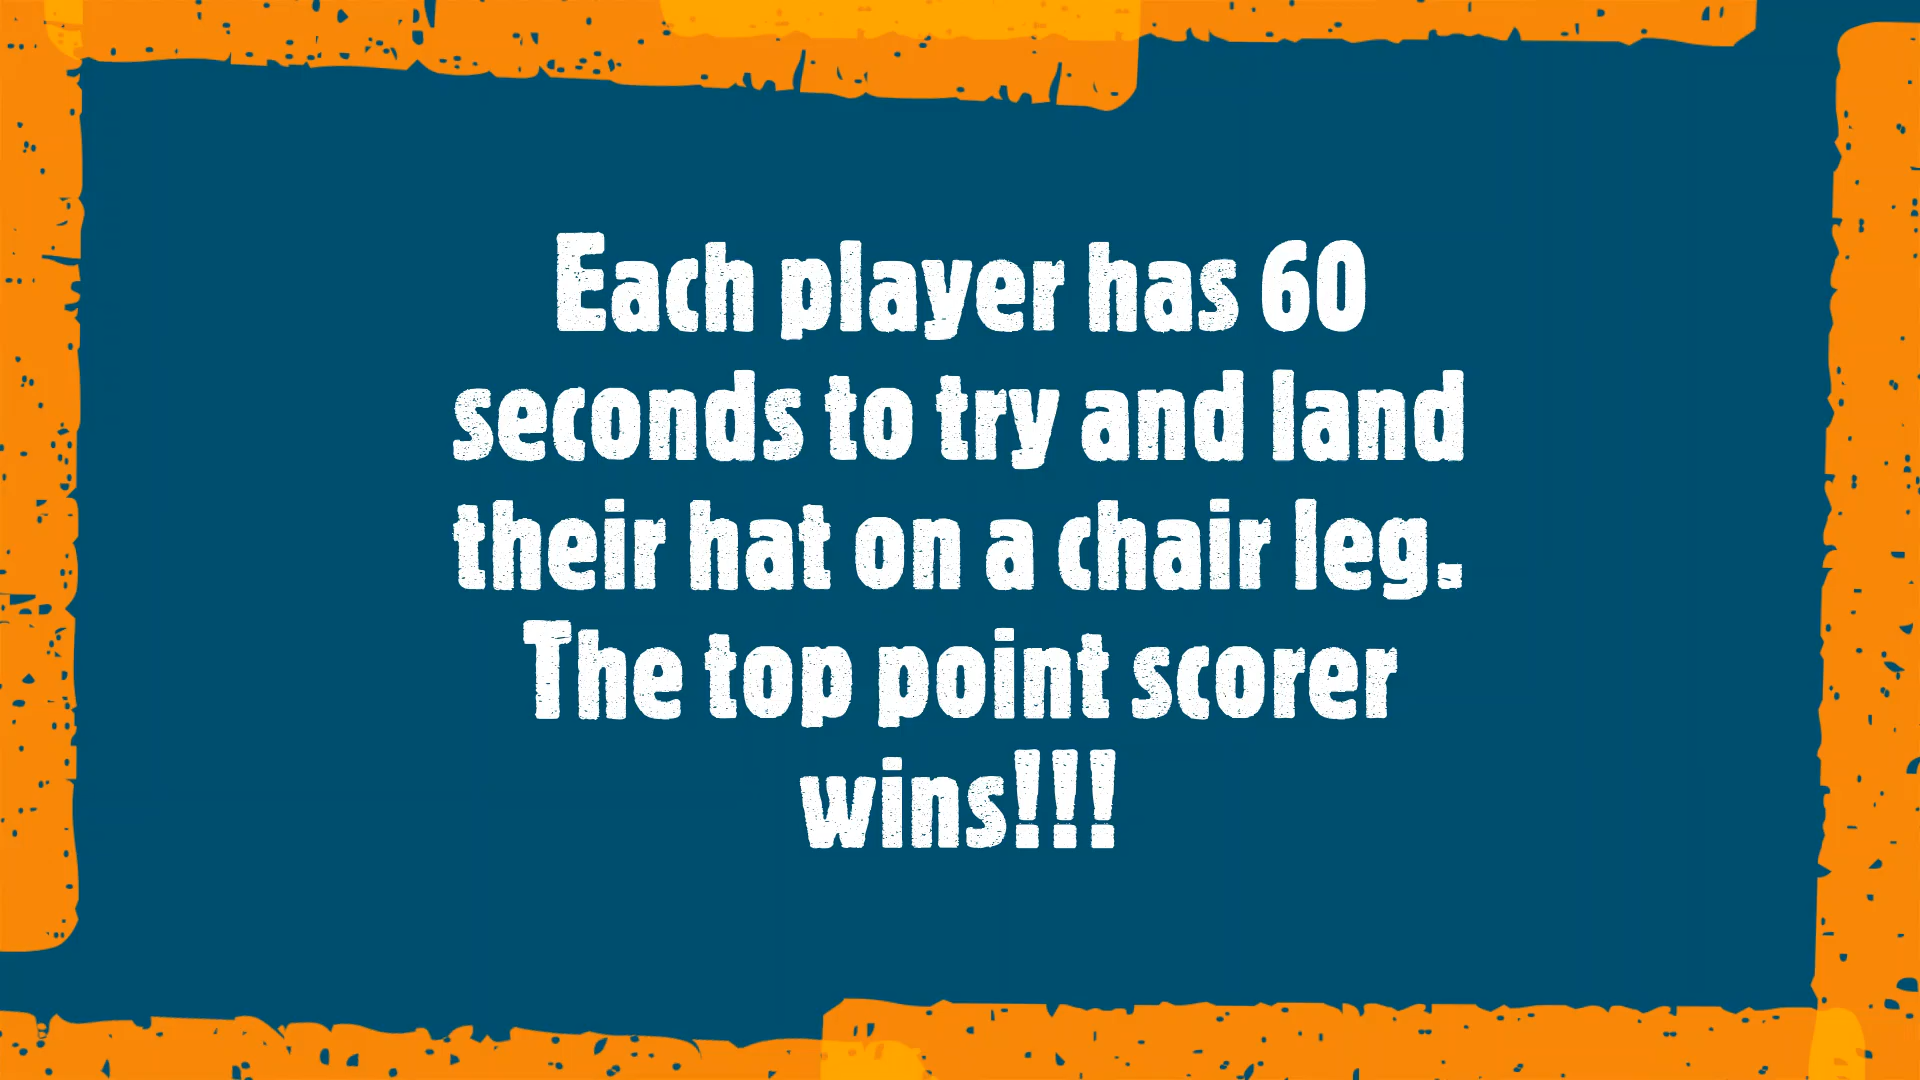 Each player has 60
seconds to try and land
their hat on a chair leg.
The top point scorer
wins!!!